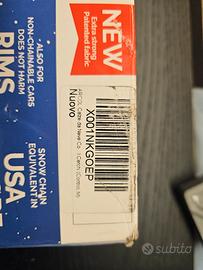 NEW
Extra strong
Patented fabric
ALSO FOR
NON-CHAINABLE CARS
DOES NOT HARM
RIMS
SNOW CHAIN
EQUIVALENT IN
USA
X001NKGOEP
Nuovo
subito